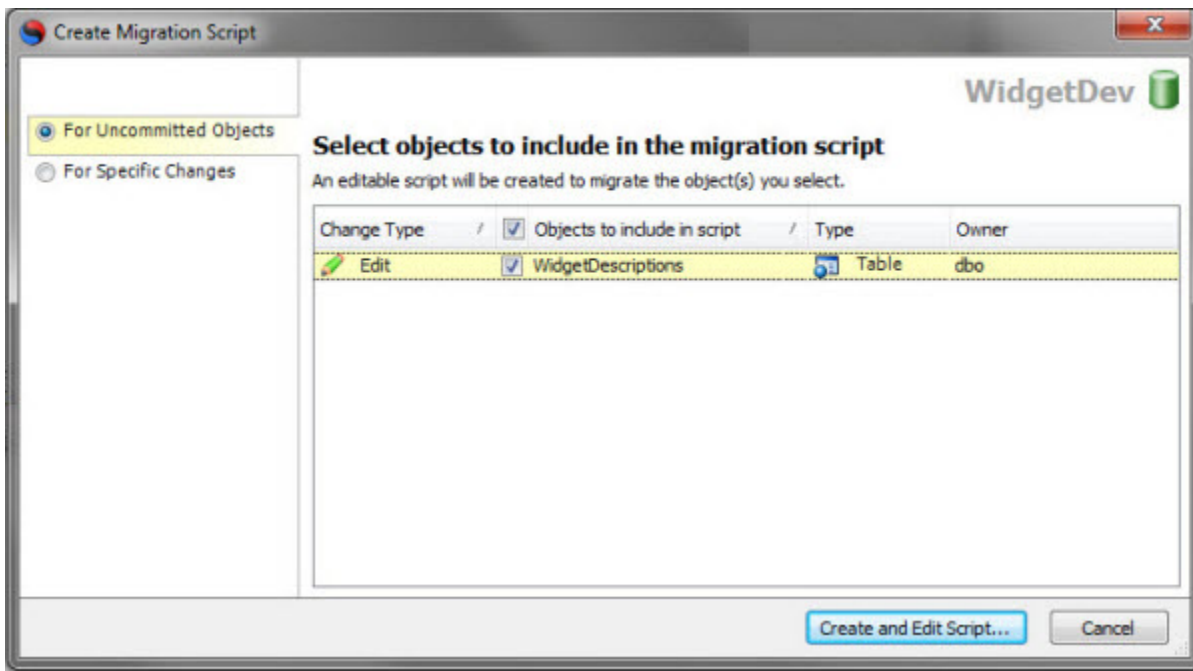 Create Migration Script
WidgetDev
For Uncommitted Objects
For Specific Changes
Select objects to include in the migration script
An editable script will be created to migrate the object(s) you select.
Change Type / Objects to include in script / Type Owner
Edit WidgetDescriptions Table dbo
Create and Edit Script... Cancel